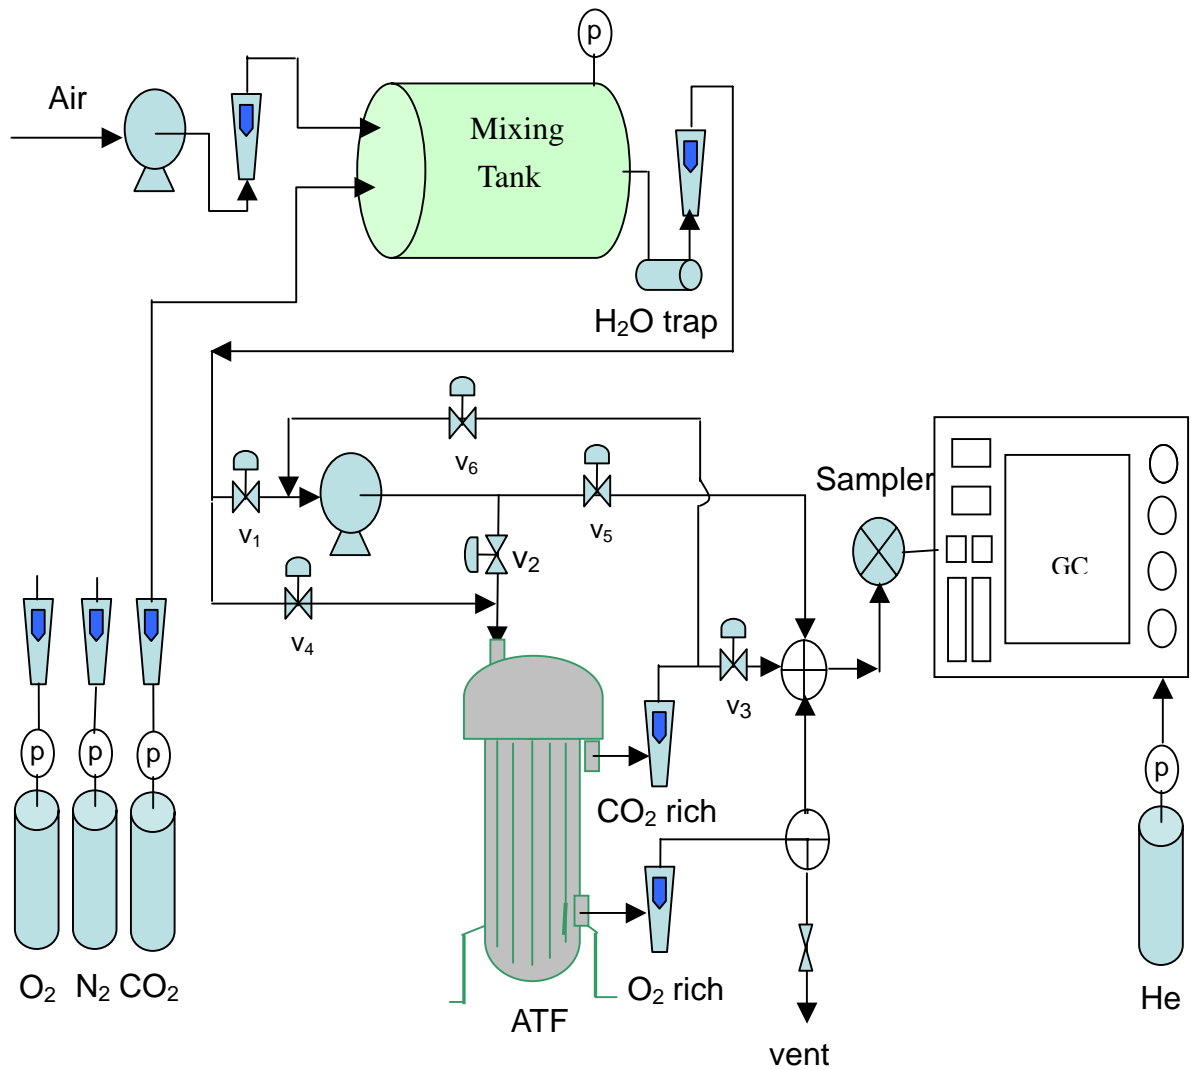 p
Air
Mixing
Tank
H₂O trap
v₆
Sampler
v₁
v₅
v₂
GC
v₄
v₃
p
p
p
p
CO₂ rich
O₂
N₂
CO₂
O₂ rich
He
ATF
vent